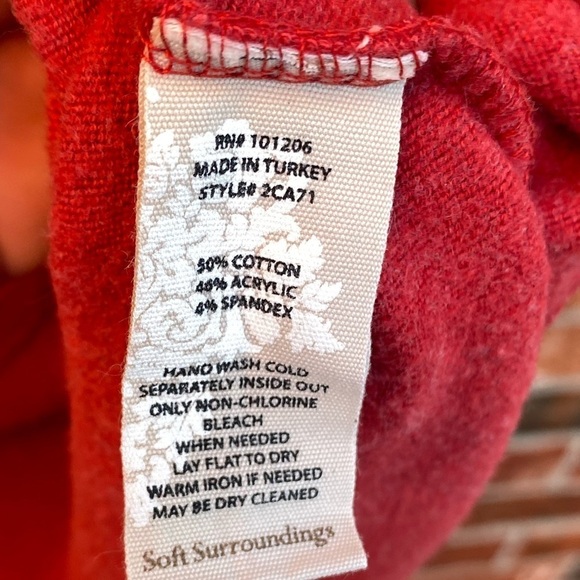 RN# 101206
MADE IN TURKEY
STYLE# 2CA71
50% COTTON
46% ACRYLIC
4% SPANDEX
HAND WASH COLD
SEPARATELY INSIDE OUT
ONLY NON-CHLORINE
BLEACH
WHEN NEEDED
LAY FLAT TO DRY
WARM IRON IF NEEDED
MAY BE DRY CLEANED
Soft Surroundings